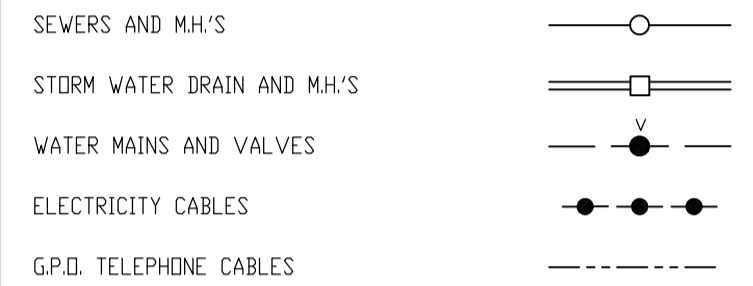 SEWERS AND M.H.'S
STORM WATER DRAIN AND M.H.'S
V
WATER MAINS AND VALVES
ELECTRICITY CABLES
G.P.O. TELEPHONE CABLES